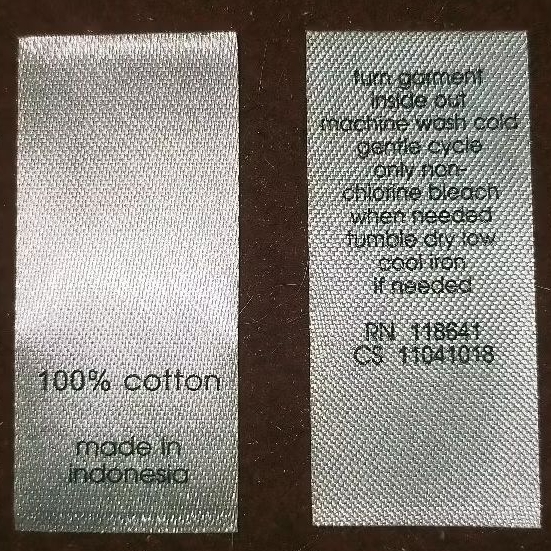 100% cotton
made in
indonesia
turn garment
inside out
machine wash cold
gentle cycle
only non-
chlorine bleach
when needed
tumble dry low
cool iron
if needed
RN 118641
CS 11041018